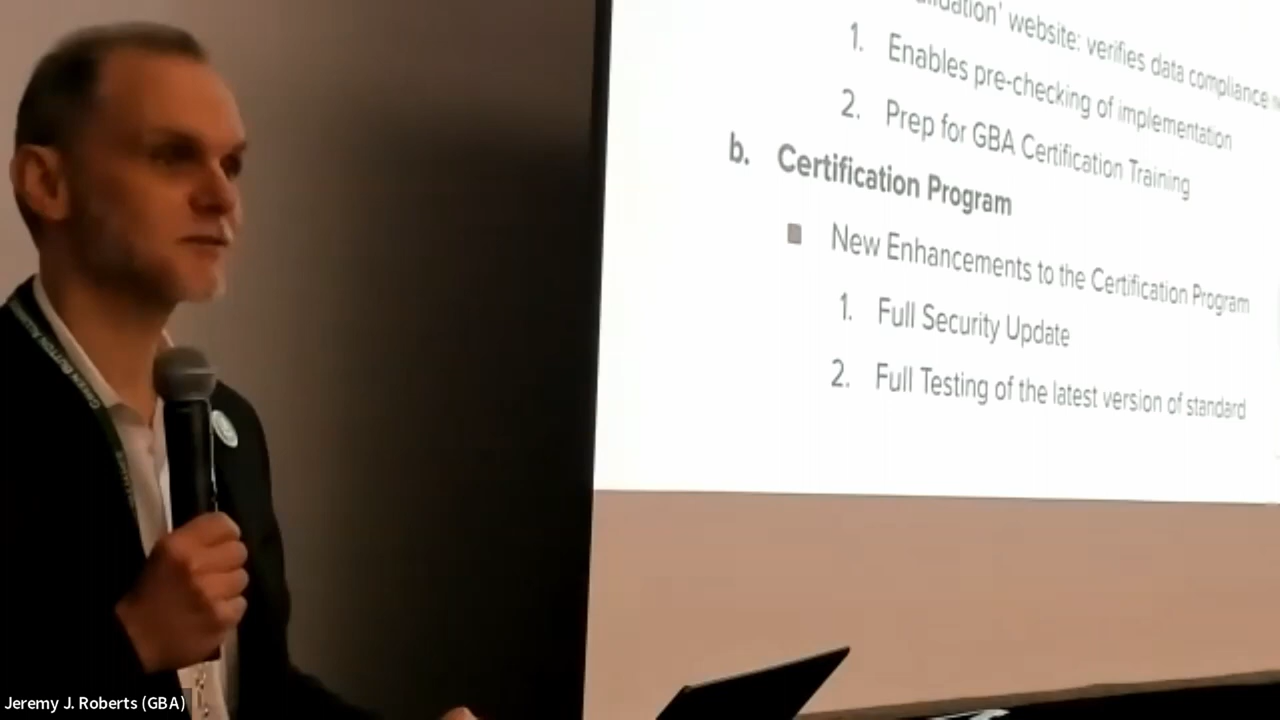 website: verifies data compliance
1. Enables pre-checking of implementation
2. Prep for GBA Certification Training
b. Certification Program
New Enhancements to the Certification Program
1. Full Security Update
2. Full Testing of the latest version of standard
GREEN BUTTON
Jeremy J. Roberts (GBA)